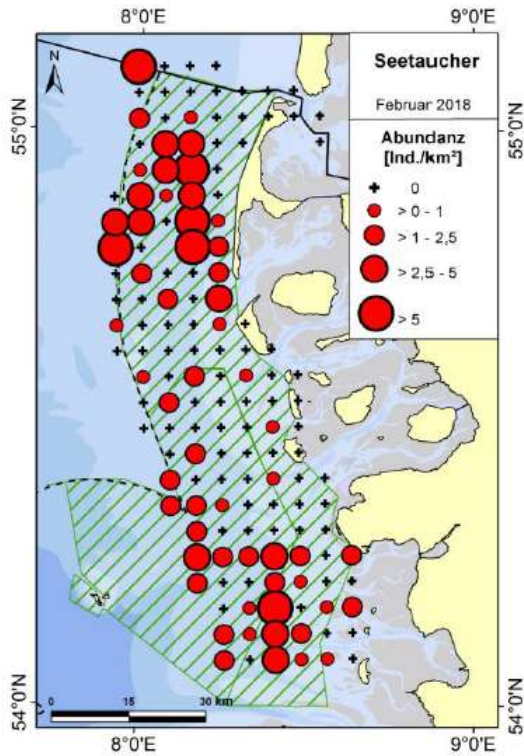 8°0'E
9°0'E
N
Seetaucher
Februar 2018
Abundanz
[Ind./km²]
0
> 0 - 1
> 1 - 2,5
> 2,5 - 5
> 5
55°0'N
55°0'N
54°0'N
54°0'N
0 15 30 km
8°0'E
9°0'E